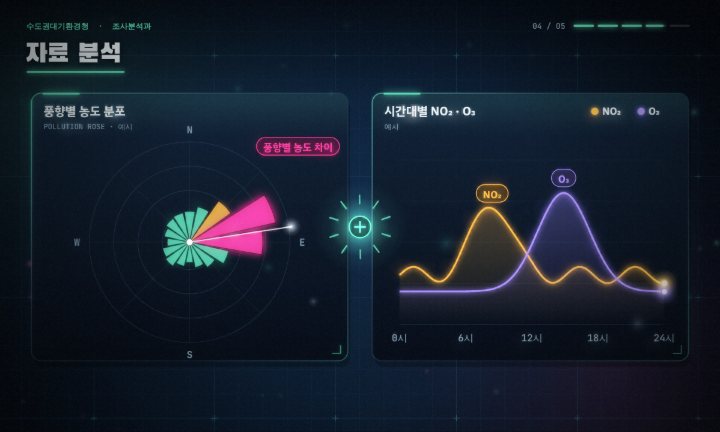 수도권대기환경청 · 조사분석과
04 / 05
자료 분석
풍향별 농도 분포
POLLUTION ROSE · 예시
풍향별 농도 차이
N
W
E
S
시간대별 NO₂ · O₃
예시
NO₂
O₃
NO₂
O₃
0시 6시 12시 18시 24시